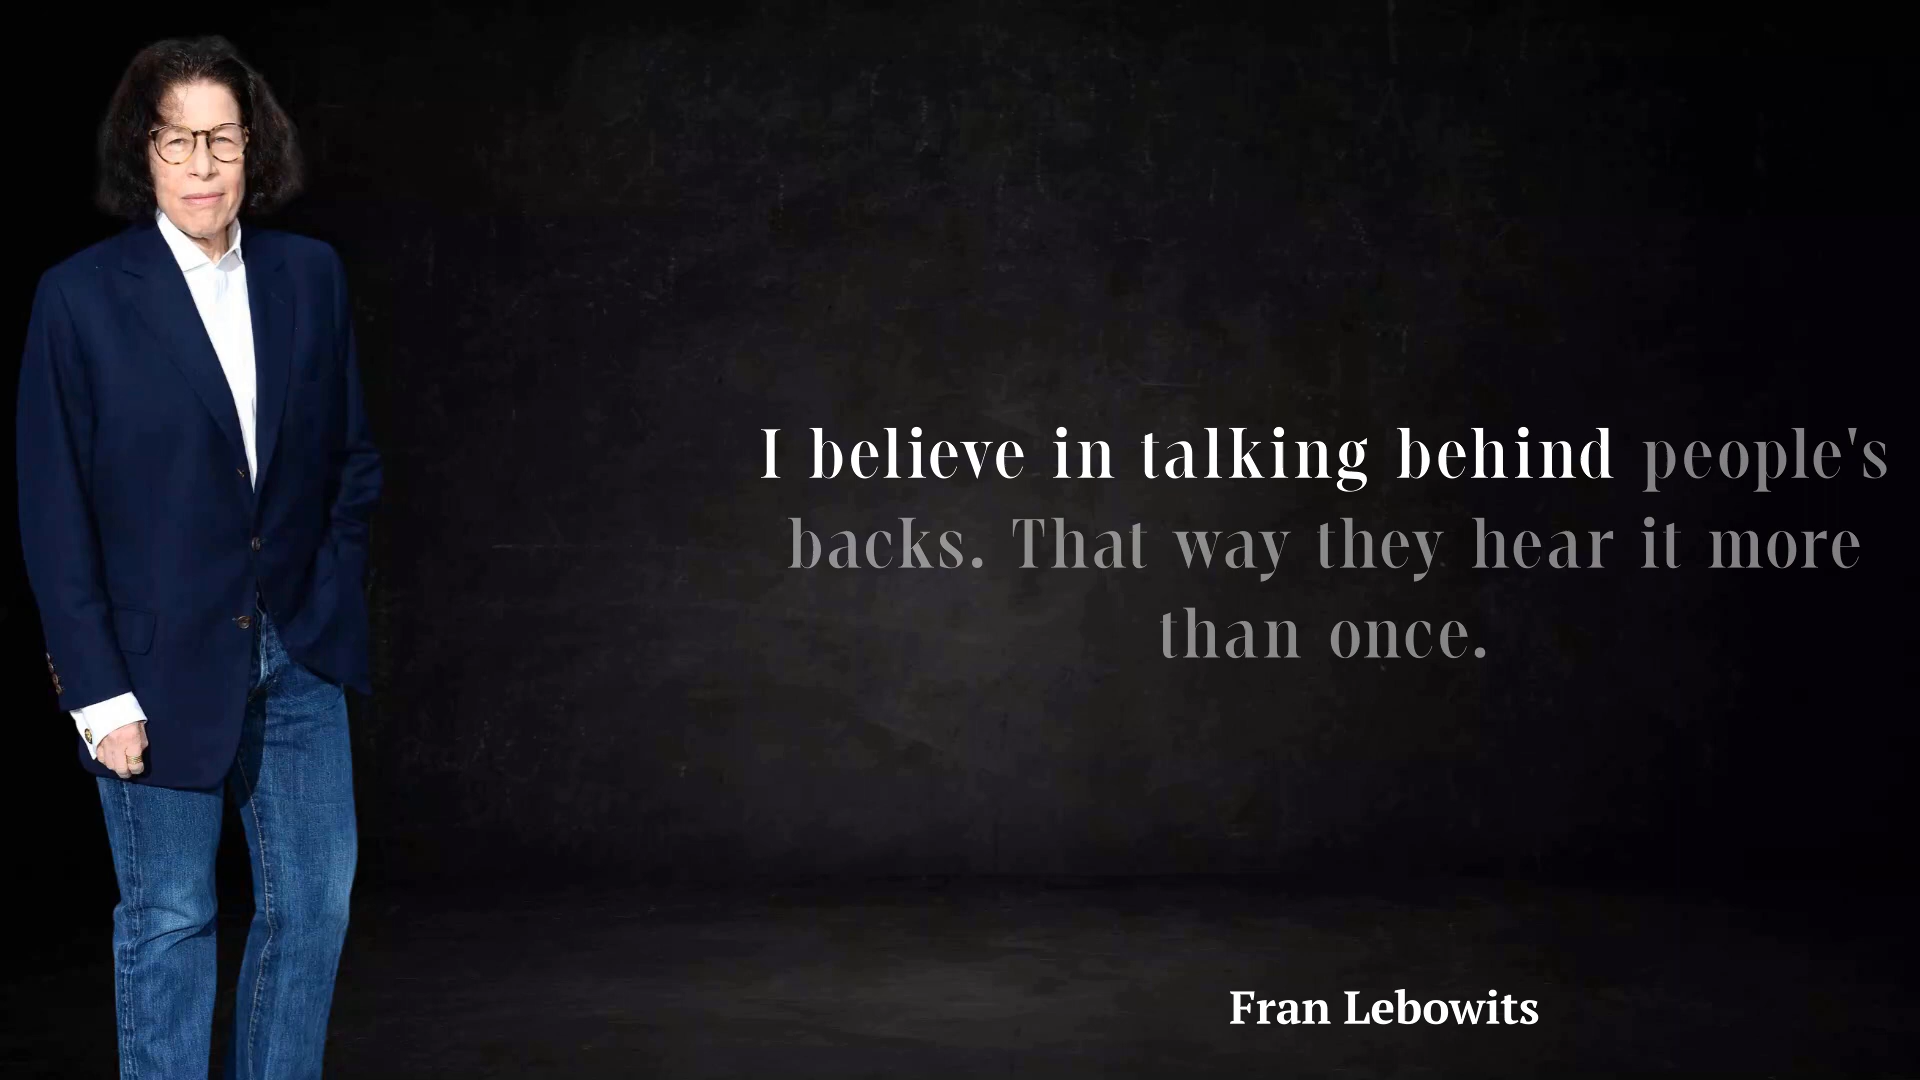 I believe in talking behind people's
backs. That way they hear it more
than once.
Fran Lebowits